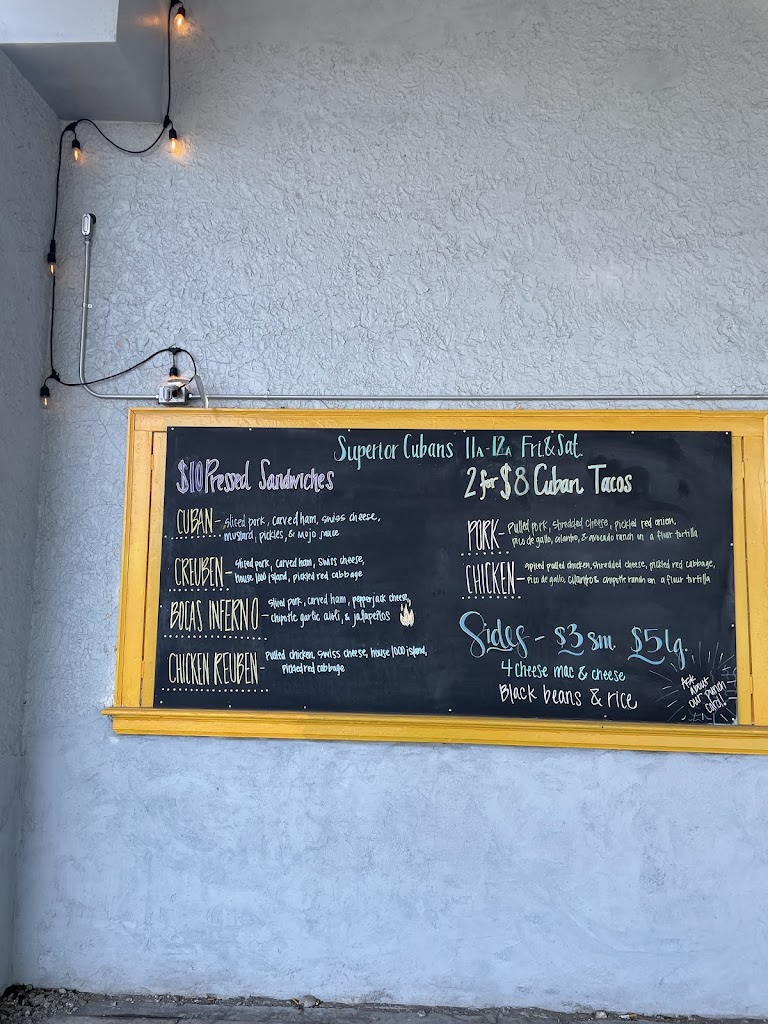 Superior Cubans 11A-12A Fri & Sat
$10 Pressed Sandwiches
CUBAN - sliced pork, carved ham, swiss cheese,
mustard, pickles, & mojo sauce
CREUBEN - sliced pork, carved ham, swiss cheese,
house 1000 island, pickled red cabbage
BOCAS INFERNO - sliced pork, carved ham, pepperjack cheese,
chipotle garlic aioli, & jalapeños
CHICKEN REUBEN - Pulled chicken, swiss cheese, house 1000 island,
Pickled red cabbage
2 for $8 Cuban Tacos
PORK - Pulled pork, shredded cheese, pickled red onion,
pico de gallo, cilantro, & avocado ranch on a flour tortilla
CHICKEN - spiced pulled chicken, shredded cheese, pickled red cabbage,
pico de gallo, cilantro & chipotle ranch on a flour tortilla
Sides - $3 sm. $5 lg.
4 cheese mac & cheese
Black beans & rice
Ask
about
our punch
card!